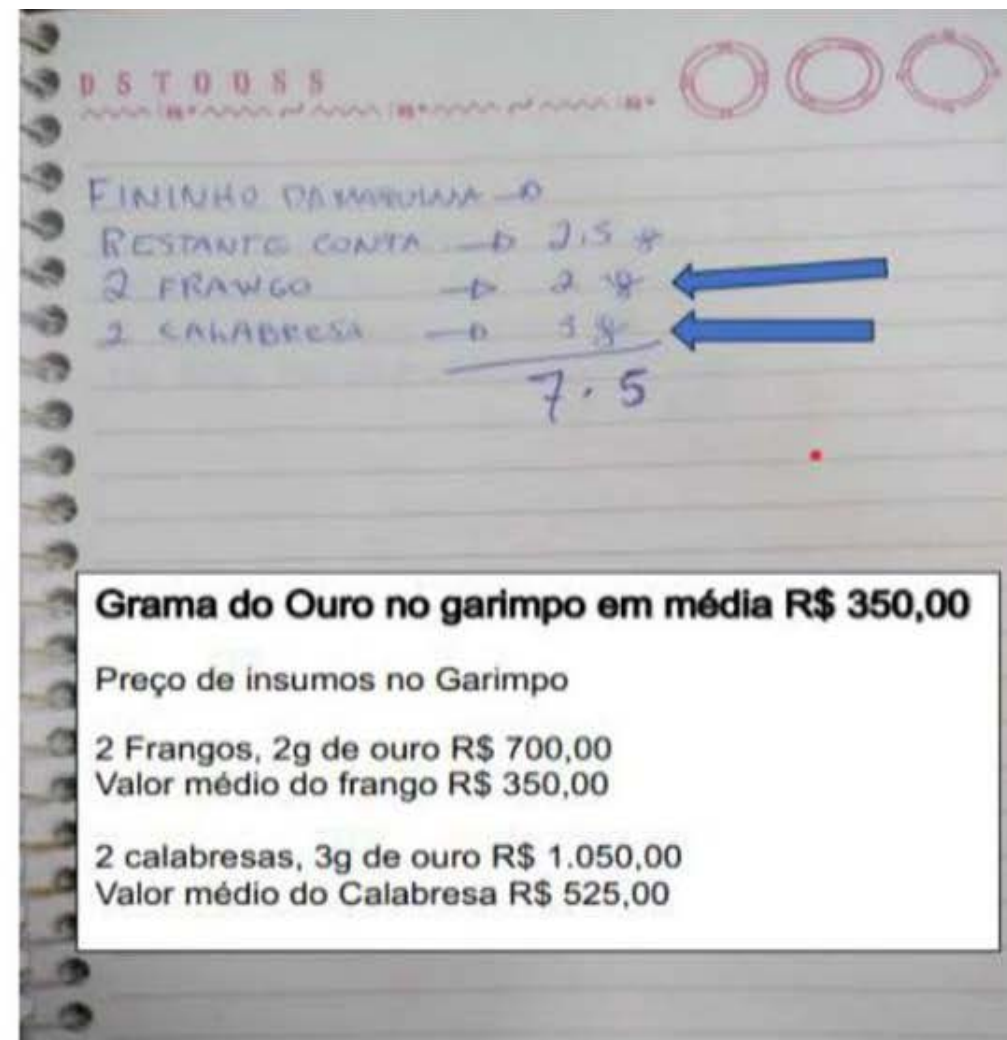 D S T Q Q S S
FININHO DA MAQUINA →
RESTANTE CONTA → 2,5 g
2 FRANGO → 2 g
2 CALABRESA → 3 g
7.5
Grama do Ouro no garimpo em média R$ 350,00
Preço de insumos no Garimpo
2 Frangos, 2g de ouro R$ 700,00
Valor médio do frango R$ 350,00
2 calabresas, 3g de ouro R$ 1.050,00
Valor médio do Calabresa R$ 525,00